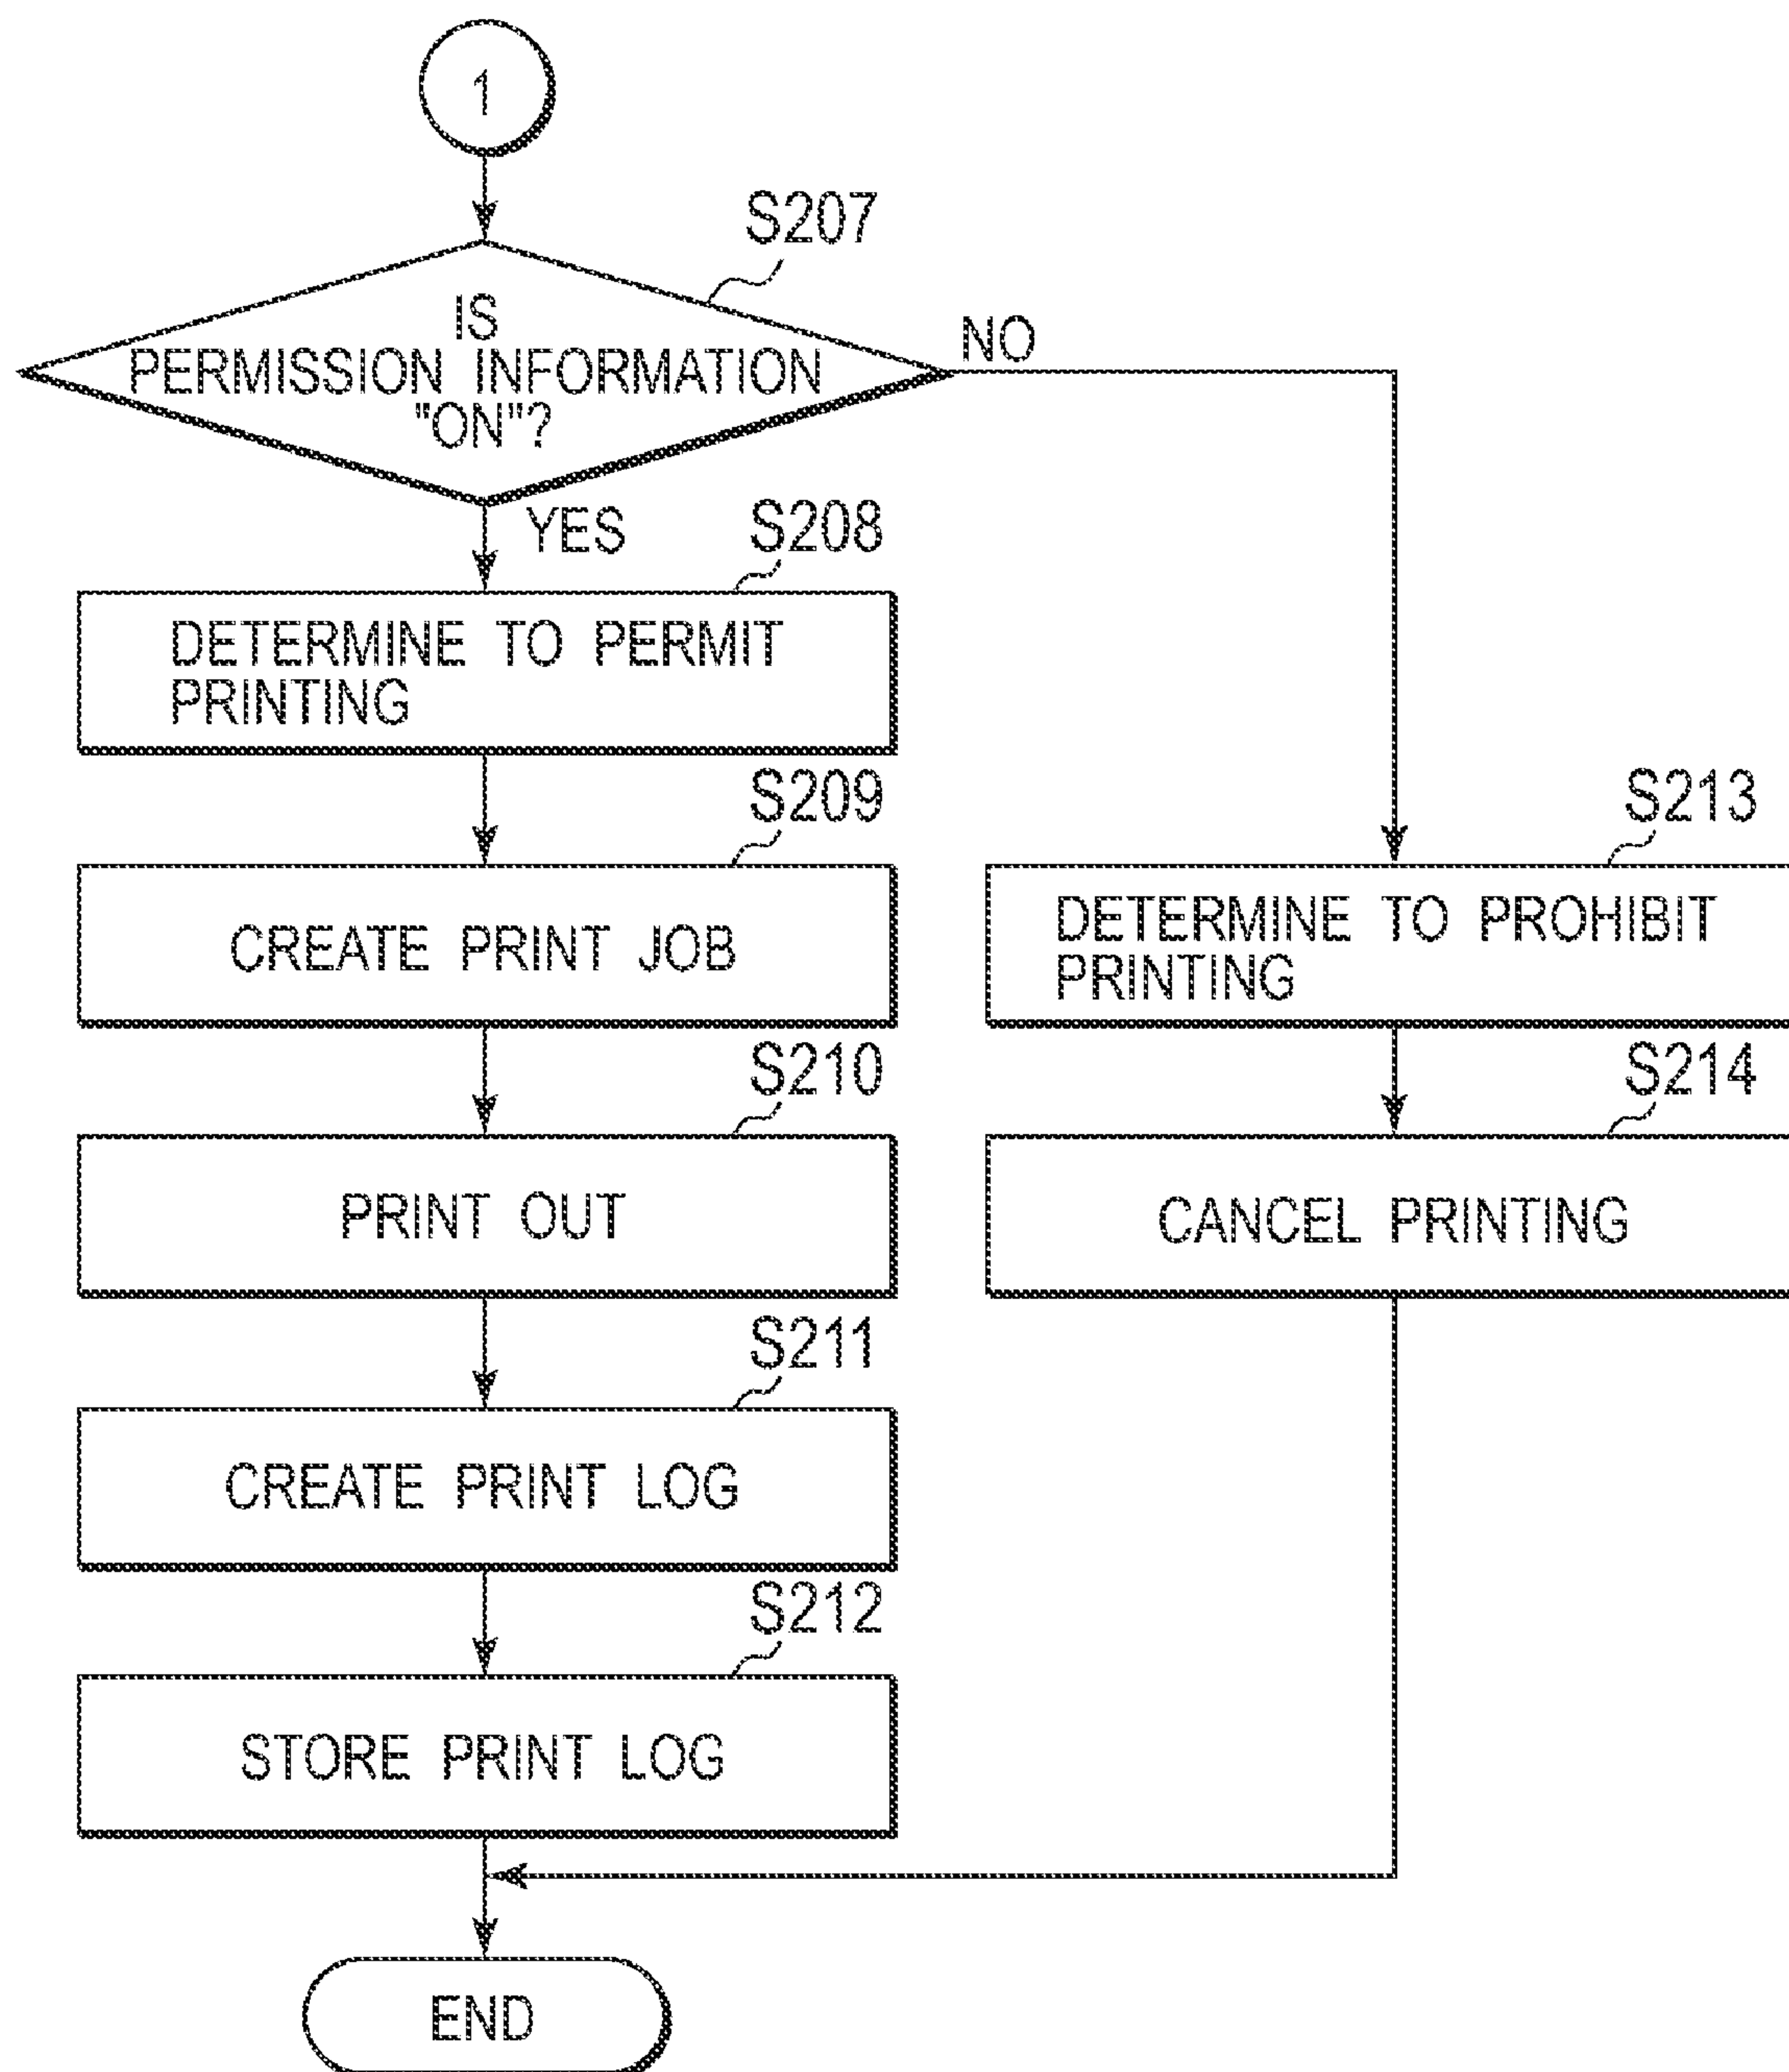 1
S207
IS
PERMISSION INFORMATION
"ON"?
NO
YES
S208
DETERMINE TO PERMIT
PRINTING
S209
CREATE PRINT JOB
S213
DETERMINE TO PROHIBIT
PRINTING
S210
PRINT OUT
S214
CANCEL PRINTING
S211
CREATE PRINT LOG
S212
STORE PRINT LOG
END